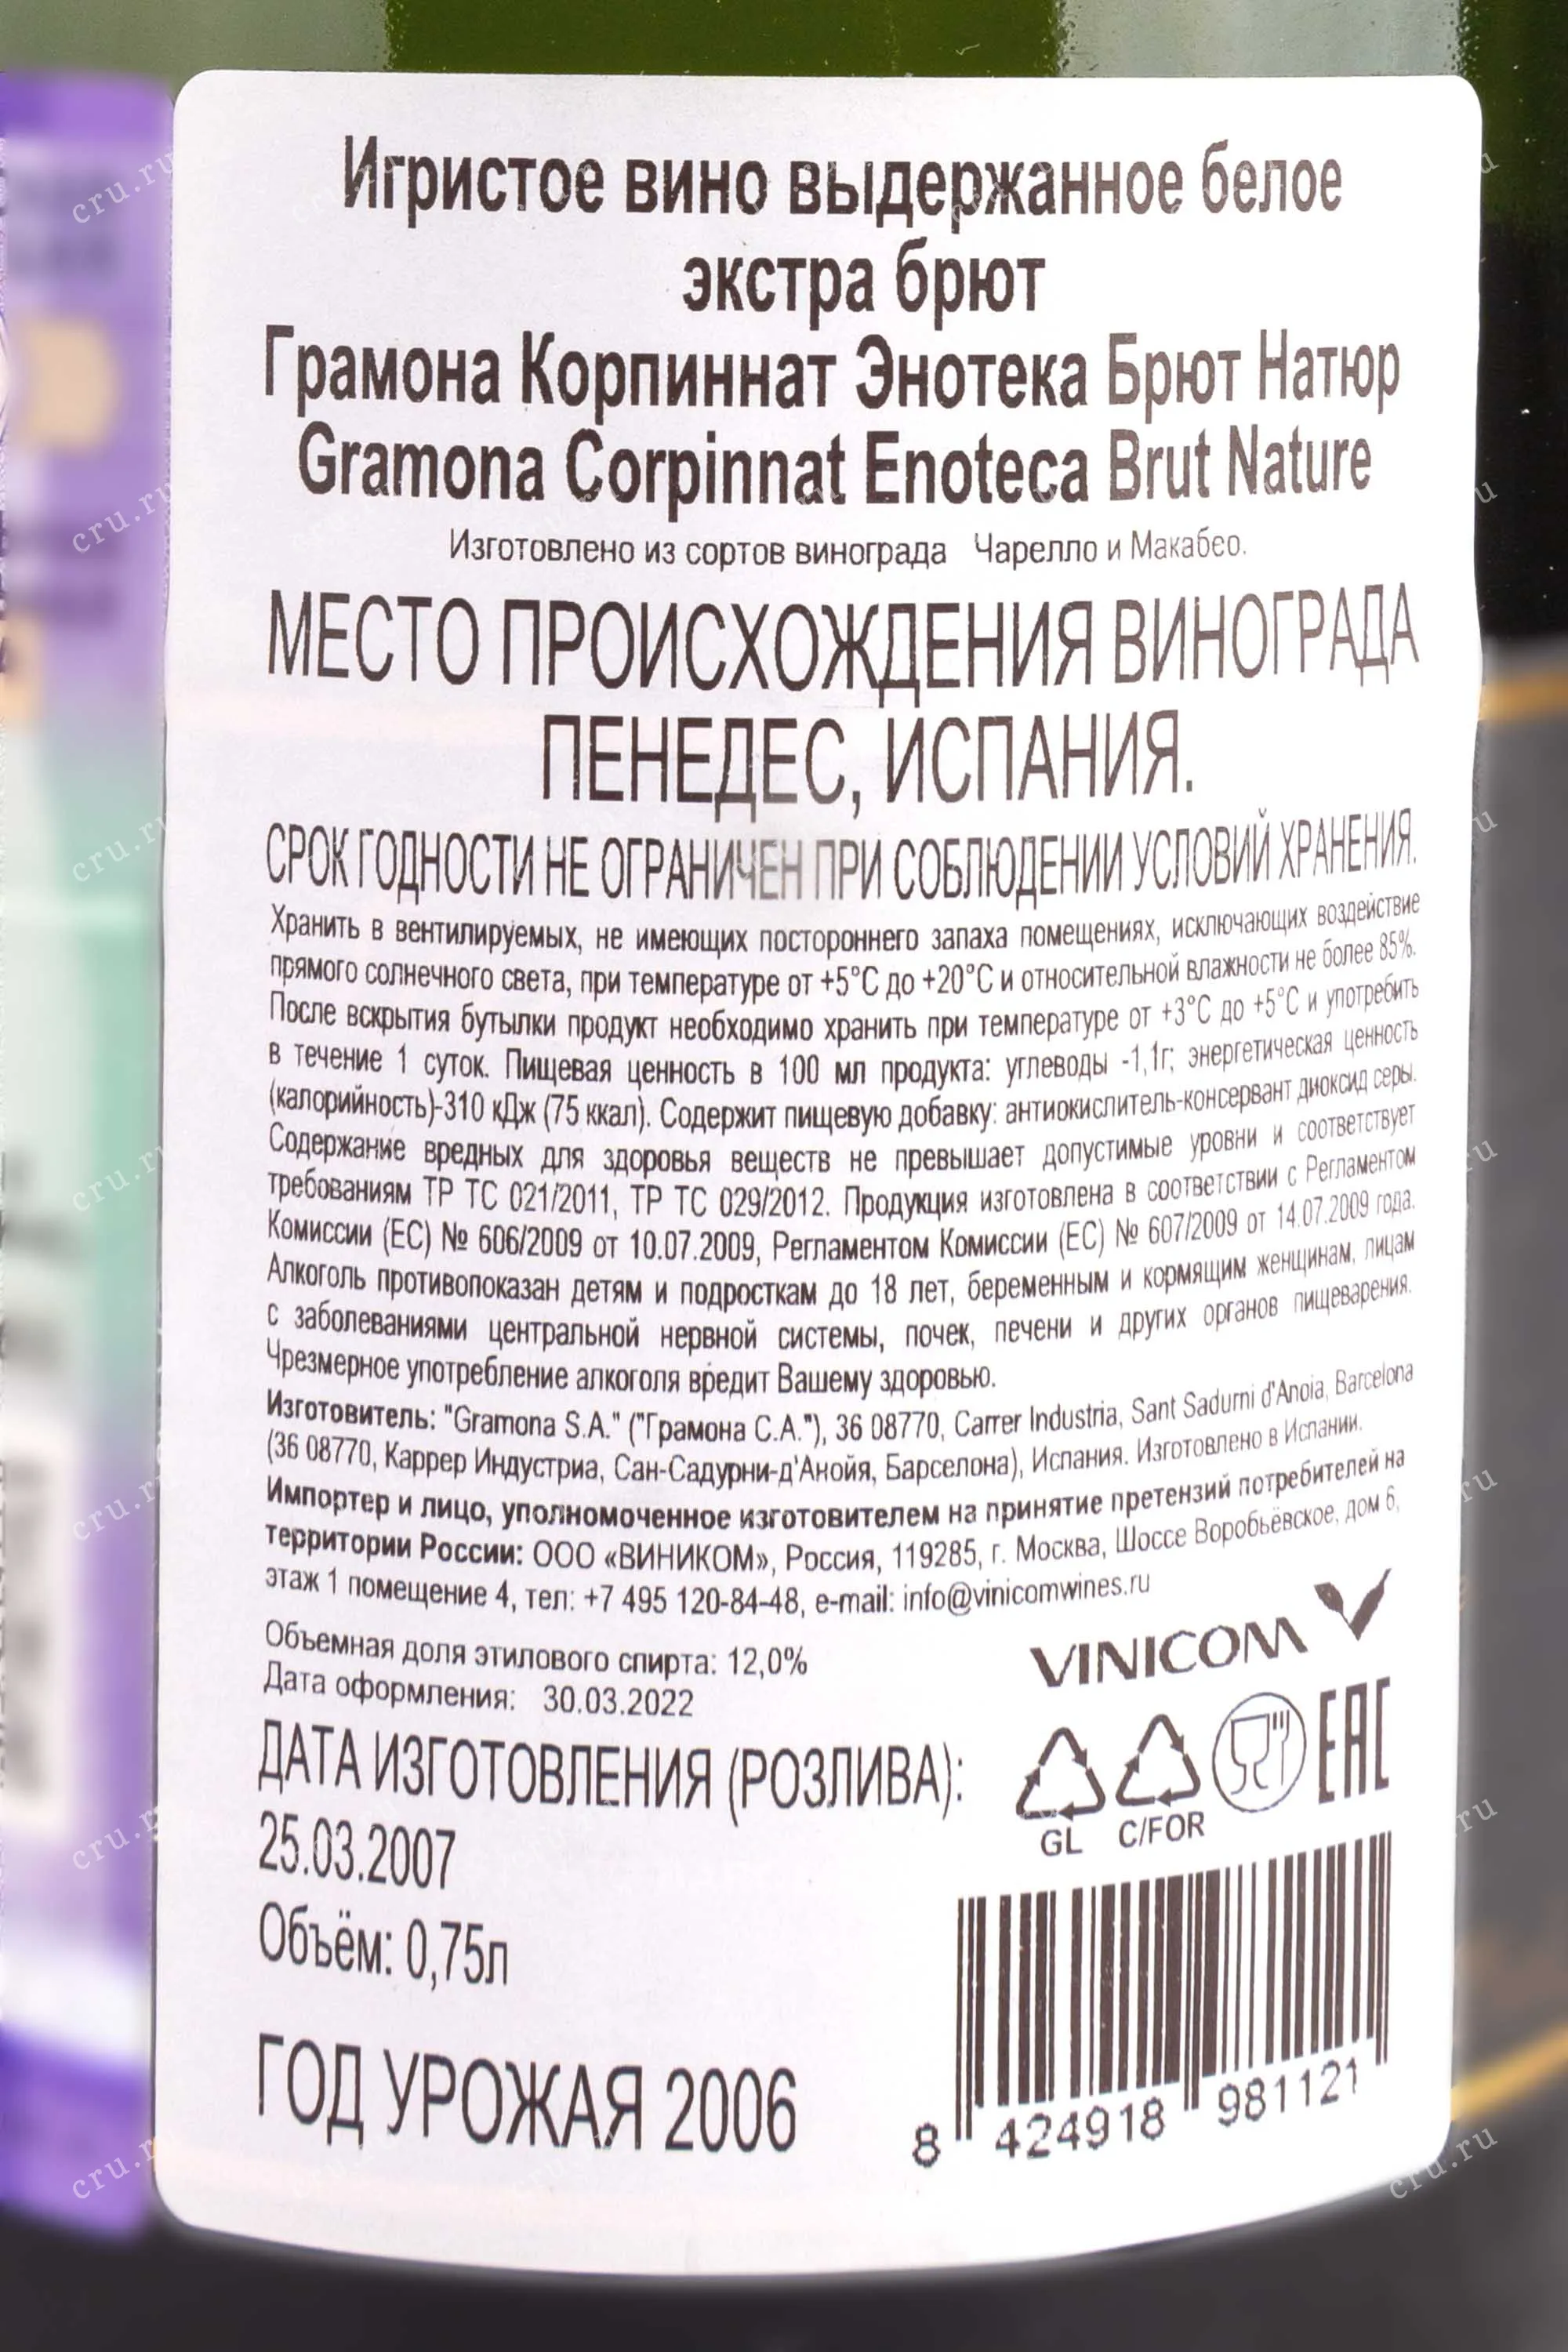 Игристое вино выдержанное белое
экстра брют
Грамона Корпиннат Энотека Брют Натюр
Gramona Corpinnat Enoteca Brut Nature
Изготовлено из сортов винограда Чарелло и Макабео.
МЕСТО ПРОИСХОЖДЕНИЯ ВИНОГРАДА
ПЕНЕДЕС, ИСПАНИЯ.
СРОК ГОДНОСТИ НЕ ОГРАНИЧЕН ПРИ СОБЛЮДЕНИИ УСЛОВИЙ ХРАНЕНИЯ.
Хранить в вентилируемых, не имеющих постороннего запаха помещениях, исключающих воздействие
прямого солнечного света, при температуре от +5°С до +20°С и относительной влажности не более 85%.
После вскрытия бутылки продукт необходимо хранить при температуре от +3°С до +5°С и употребить
в течение 1 суток. Пищевая ценность в 100 мл продукта: углеводы -1,1г; энергетическая ценность
(калорийность)-310 кДж (75 ккал). Содержит пищевую добавку: антиокислитель-консервант диоксид серы.
Содержание вредных для здоровья веществ не превышает допустимые уровни и соответствует
требованиям ТР ТС 021/2011, ТР ТС 029/2012. Продукция изготовлена в соответствии с Регламентом
Комиссии (ЕС) № 606/2009 от 10.07.2009, Регламентом Комиссии (ЕС) № 607/2009 от 14.07.2009 года.
Алкоголь противопоказан детям и подросткам до 18 лет, беременным и кормящим женщинам, лицам
с заболеваниями центральной нервной системы, почек, печени и других органов пищеварения.
Чрезмерное употребление алкоголя вредит Вашему здоровью.
Изготовитель: "Gramona S.A." ("Грамона С.А."), 36 08770, Carrer Industria, Sant Sadurni d'Anoia, Barcelona
(36 08770, Каррер Индустриа, Сан-Садурни-д'Анойя, Барселона), Испания. Изготовлено в Испании.
Импортер и лицо, уполномоченное изготовителем на принятие претензий потребителей на
территории России: ООО «ВИНИКОМ», Россия, 119285, г. Москва, Шоссе Воробьёвское, дом 6,
этаж 1 помещение 4, тел: +7 495 120-84-48, e-mail: info@vinicomwines.ru
Объемная доля этилового спирта: 12,0%
Дата оформления: 30.03.2022
VINICOM
ДАТА ИЗГОТОВЛЕНИЯ (РОЗЛИВА):
25.03.2007
GL C/FOR EAC
Объём: 0,75л
ГОД УРОЖАЯ 2006
8 424918 981121
cru.ru